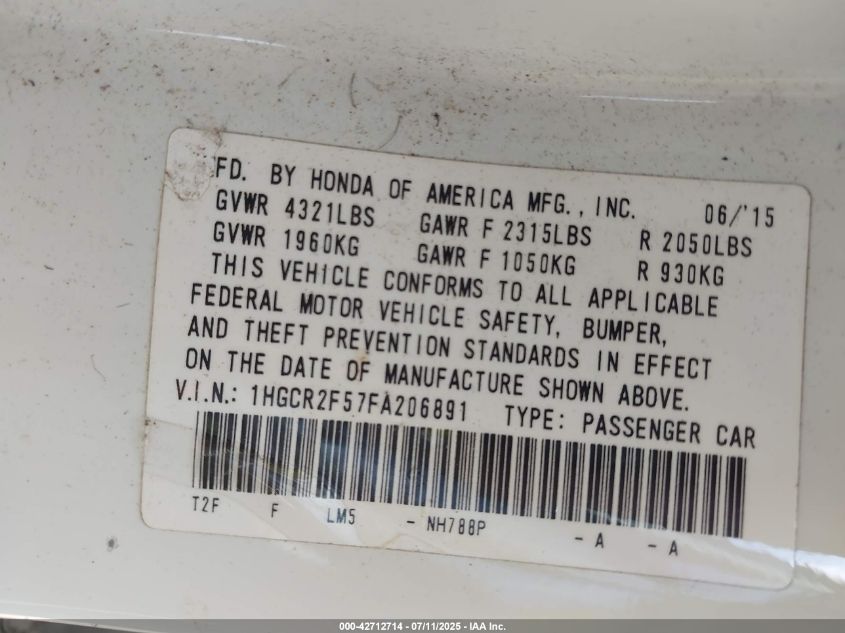 FD. BY HONDA OF AMERICA MFG., INC. 06/'15
GVWR 4321LBS GAWR F 2315LBS R 2050LBS
GVWR 1960KG GAWR F 1050KG R 930KG
THIS VEHICLE CONFORMS TO ALL APPLICABLE
FEDERAL MOTOR VEHICLE SAFETY, BUMPER,
AND THEFT PREVENTION STANDARDS IN EFFECT
ON THE DATE OF MANUFACTURE SHOWN ABOVE.
V.I.N.: 1HGCR2F57FA206891 TYPE: PASSENGER CAR
T2F F LM5 - NH788P - A - A
000-42712714 - 07/11/2025 - IAA Inc.